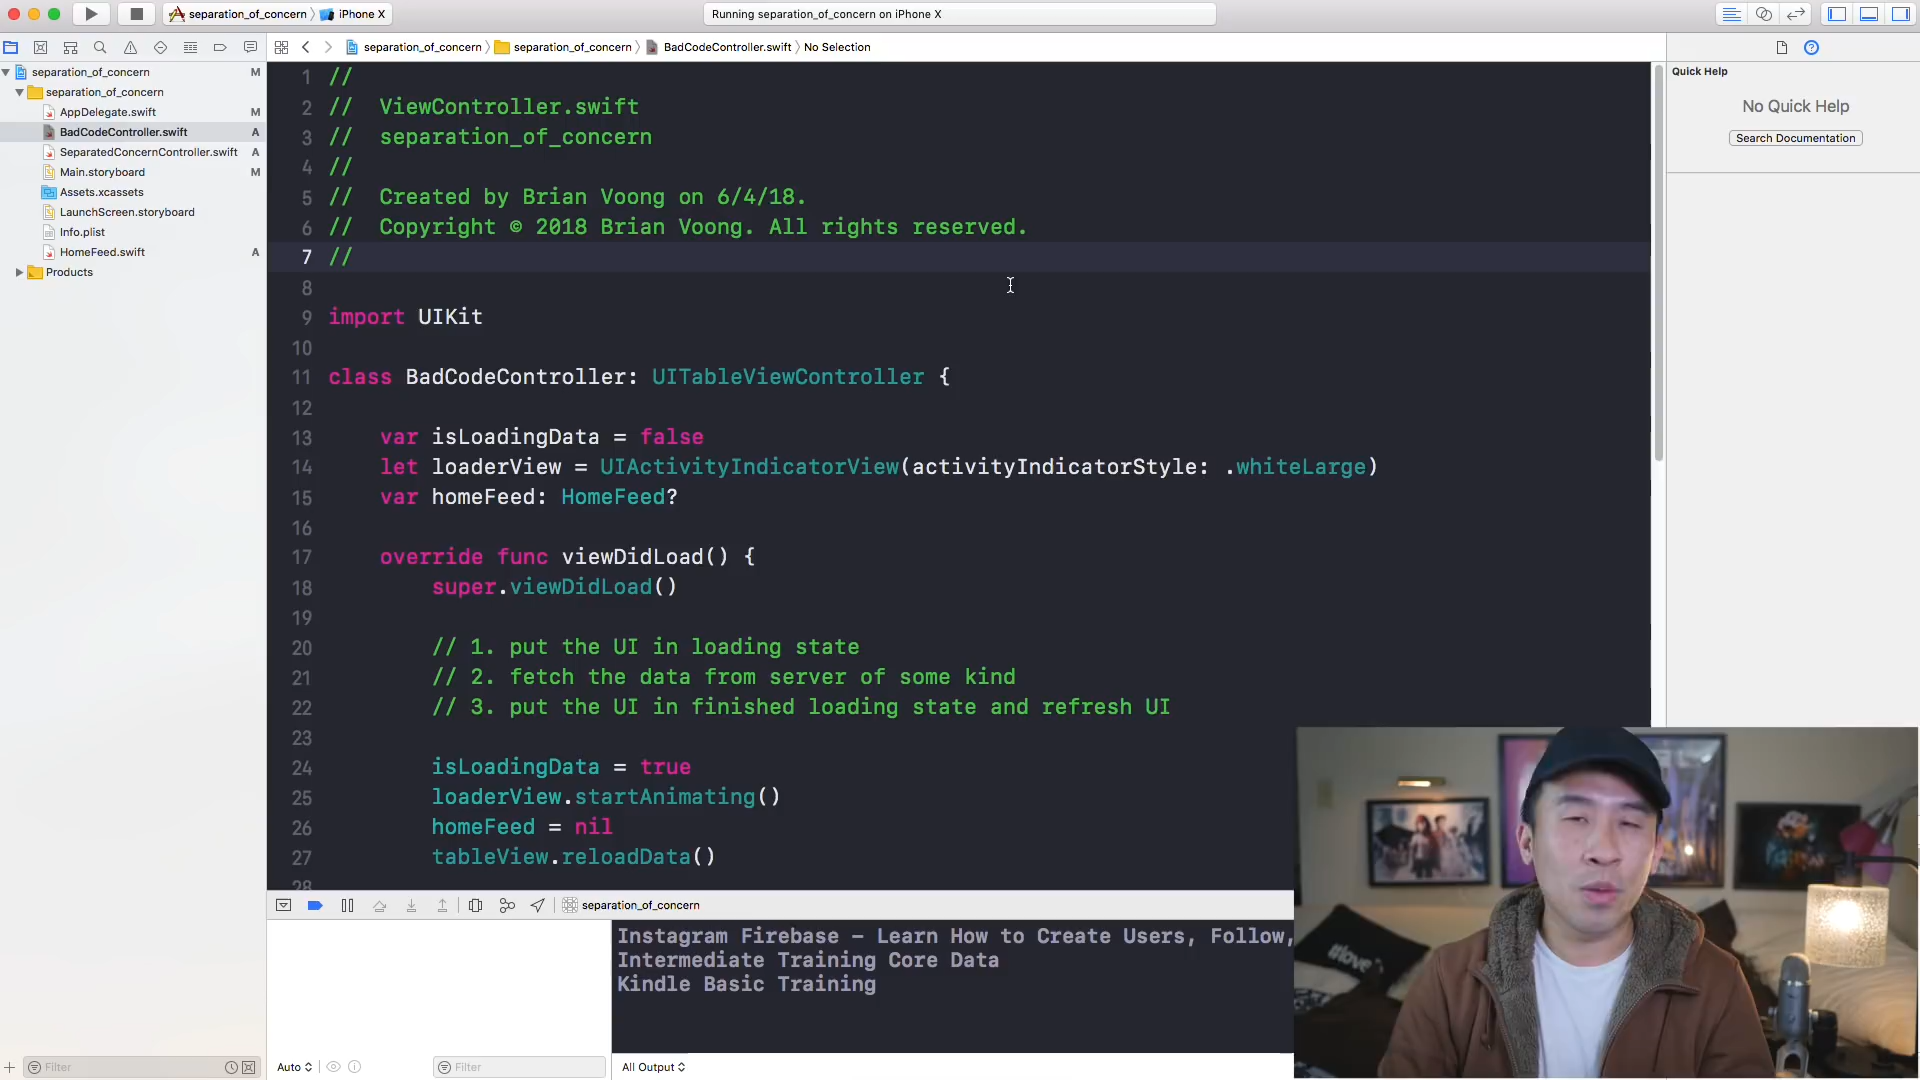 separation_of_concern
iPhone X
Running separation_of_concern on iPhone X
separation_of_concern
separation_of_concern
BadCodeController.swift
No Selection
Quick Help
No Quick Help
Search Documentation
separation_of_concern M
separation_of_concern
AppDelegate.swift M
BadCodeController.swift A
SeparatedConcernController.swift A
Main.storyboard M
Assets.xcassets
LaunchScreen.storyboard
Info.plist
HomeFeed.swift A
Products
1 //
2 // ViewController.swift
3 // separation_of_concern
4 //
5 // Created by Brian Voong on 6/4/18.
6 // Copyright © 2018 Brian Voong. All rights reserved.
7 //
8
9 import UIKit
10
11 class BadCodeController: UITableViewController {
12
13 var isLoadingData = false
14 let loaderView = UIActivityIndicatorView(activityIndicatorStyle: .whiteLarge)
15 var homeFeed: HomeFeed?
16
17 override func viewDidLoad() {
18 super.viewDidLoad()
19
20 // 1. put the UI in loading state
21 // 2. fetch the data from server of some kind
22 // 3. put the UI in finished loading state and refresh UI
23
24 isLoadingData = true
25 loaderView.startAnimating()
26 homeFeed = nil
27 tableView.reloadData()
28
separation_of_concern
Instagram Firebase – Learn How to Create Users, Follow,
Intermediate Training Core Data
Kindle Basic Training
Filter
Auto
Filter
All Output
#love